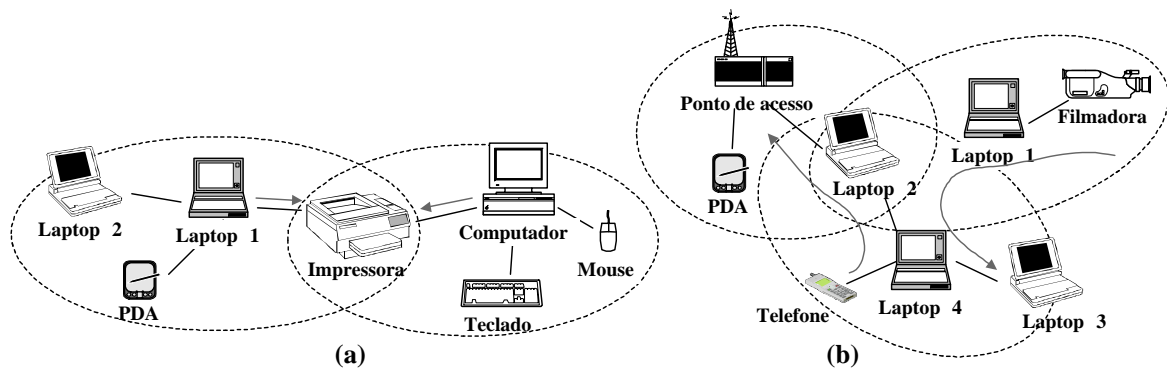 Laptop 2
Laptop 1
Impressora
PDA
Computador
Mouse
Teclado
(a)
Ponto de acesso
Filmadora
Laptop 1
Laptop 2
PDA
Telefone
Laptop 4
Laptop 3
(b)